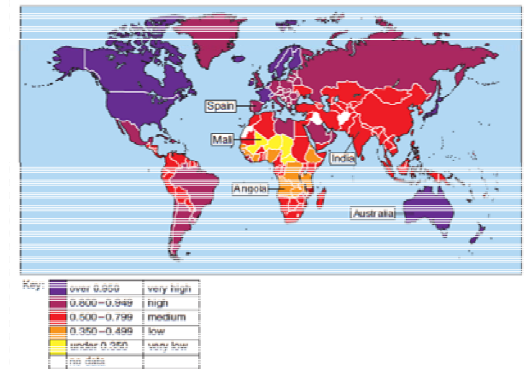 Spain
Mali
India
Angola
Australia
Key:
over 0.950 very high
0.800–0.949 high
0.500–0.799 medium
0.350–0.499 low
under 0.350 very low
no data